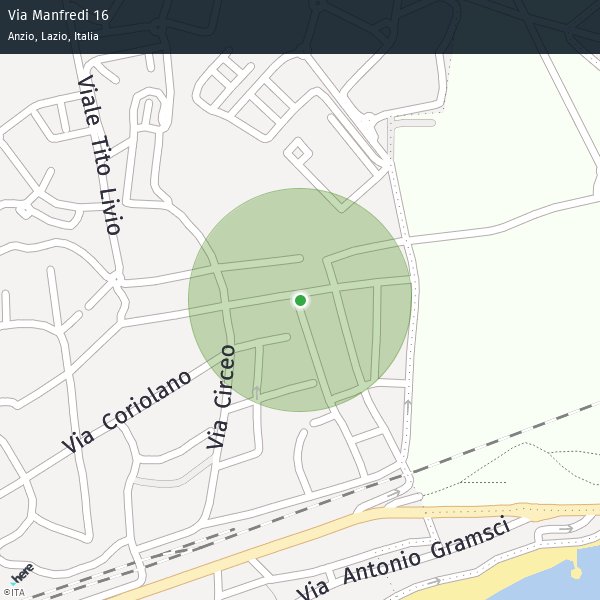 Via Manfredi 16
Anzio, Lazio, Italia
Viale Tito Livio
Via Coriolano
Via Circeo
Via Antonio Gramsci
here
©ITA